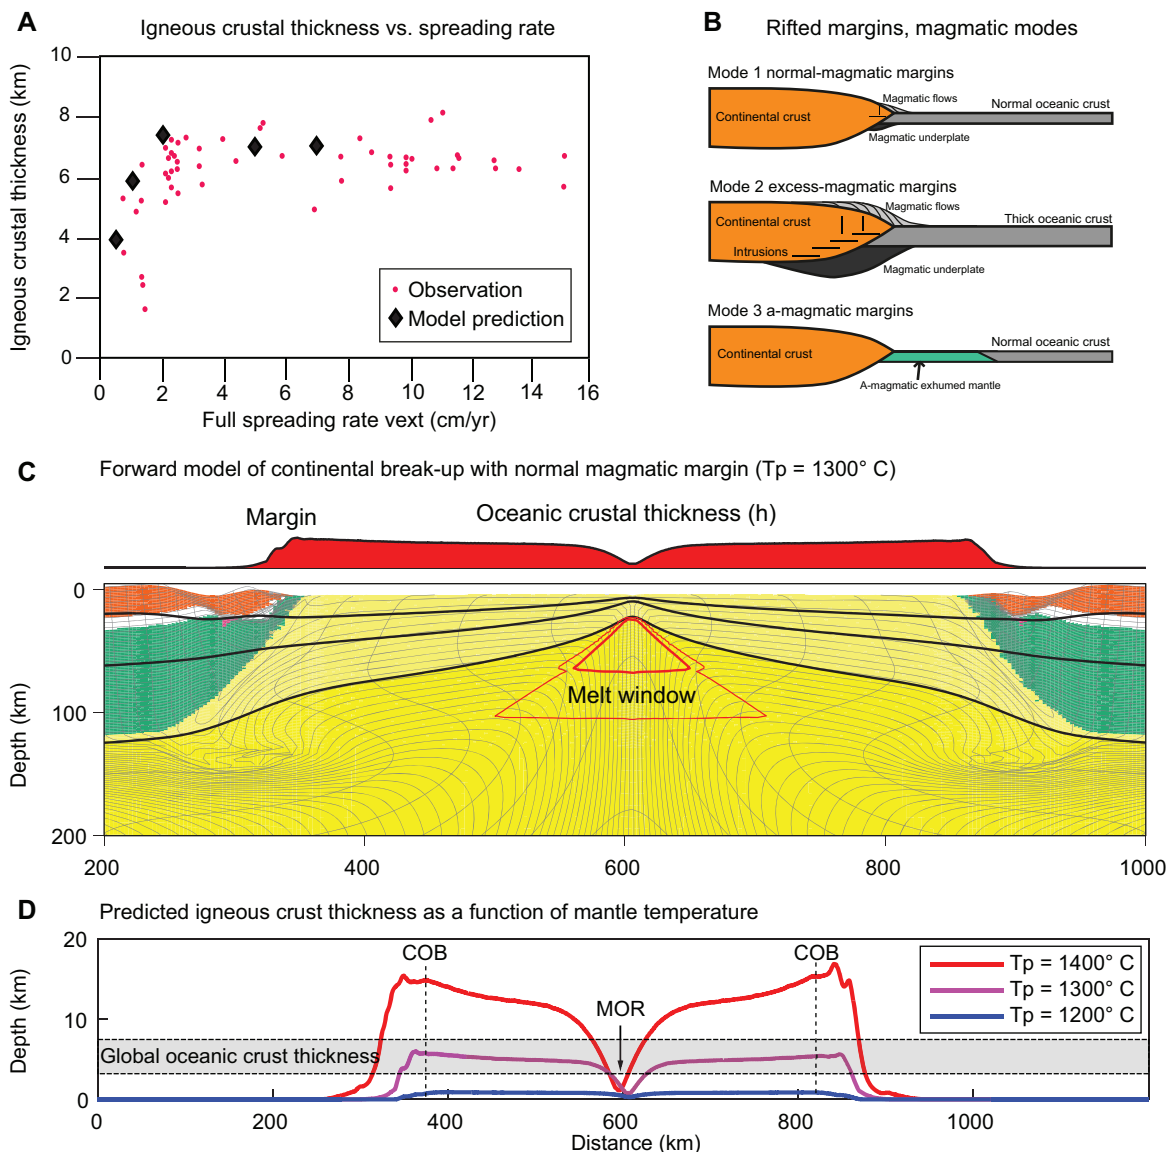 A
Igneous crustal thickness vs. spreading rate
Igneous crustal thickness (km)
10
8
6
4
2
0
Observation
Model prediction
0 2 4 6 8 10 12 14 16
Full spreading rate vext (cm/yr)
B
Rifted margins, magmatic modes
Mode 1 normal-magmatic margins
Magmatic flows
Normal oceanic crust
Continental crust
Magmatic underplate
Mode 2 excess-magmatic margins
Magmatic flows
Continental crust
Thick oceanic crust
Intrusions
Magmatic underplate
Mode 3 a-magmatic margins
Normal oceanic crust
Continental crust
A-magmatic exhumed mantle
C
Forward model of continental break-up with normal magmatic margin (Tp = 1300° C)
Margin
Oceanic crustal thickness (h)
Depth (km)
0
100
200
Melt window
200 400 600 800 1000
D
Predicted igneous crust thickness as a function of mantle temperature
Depth (km)
20
10
0
COB
COB
MOR
Tp = 1400° C
Tp = 1300° C
Tp = 1200° C
Global oceanic crust thickness
0 200 400 600 800 1000
Distance (km)